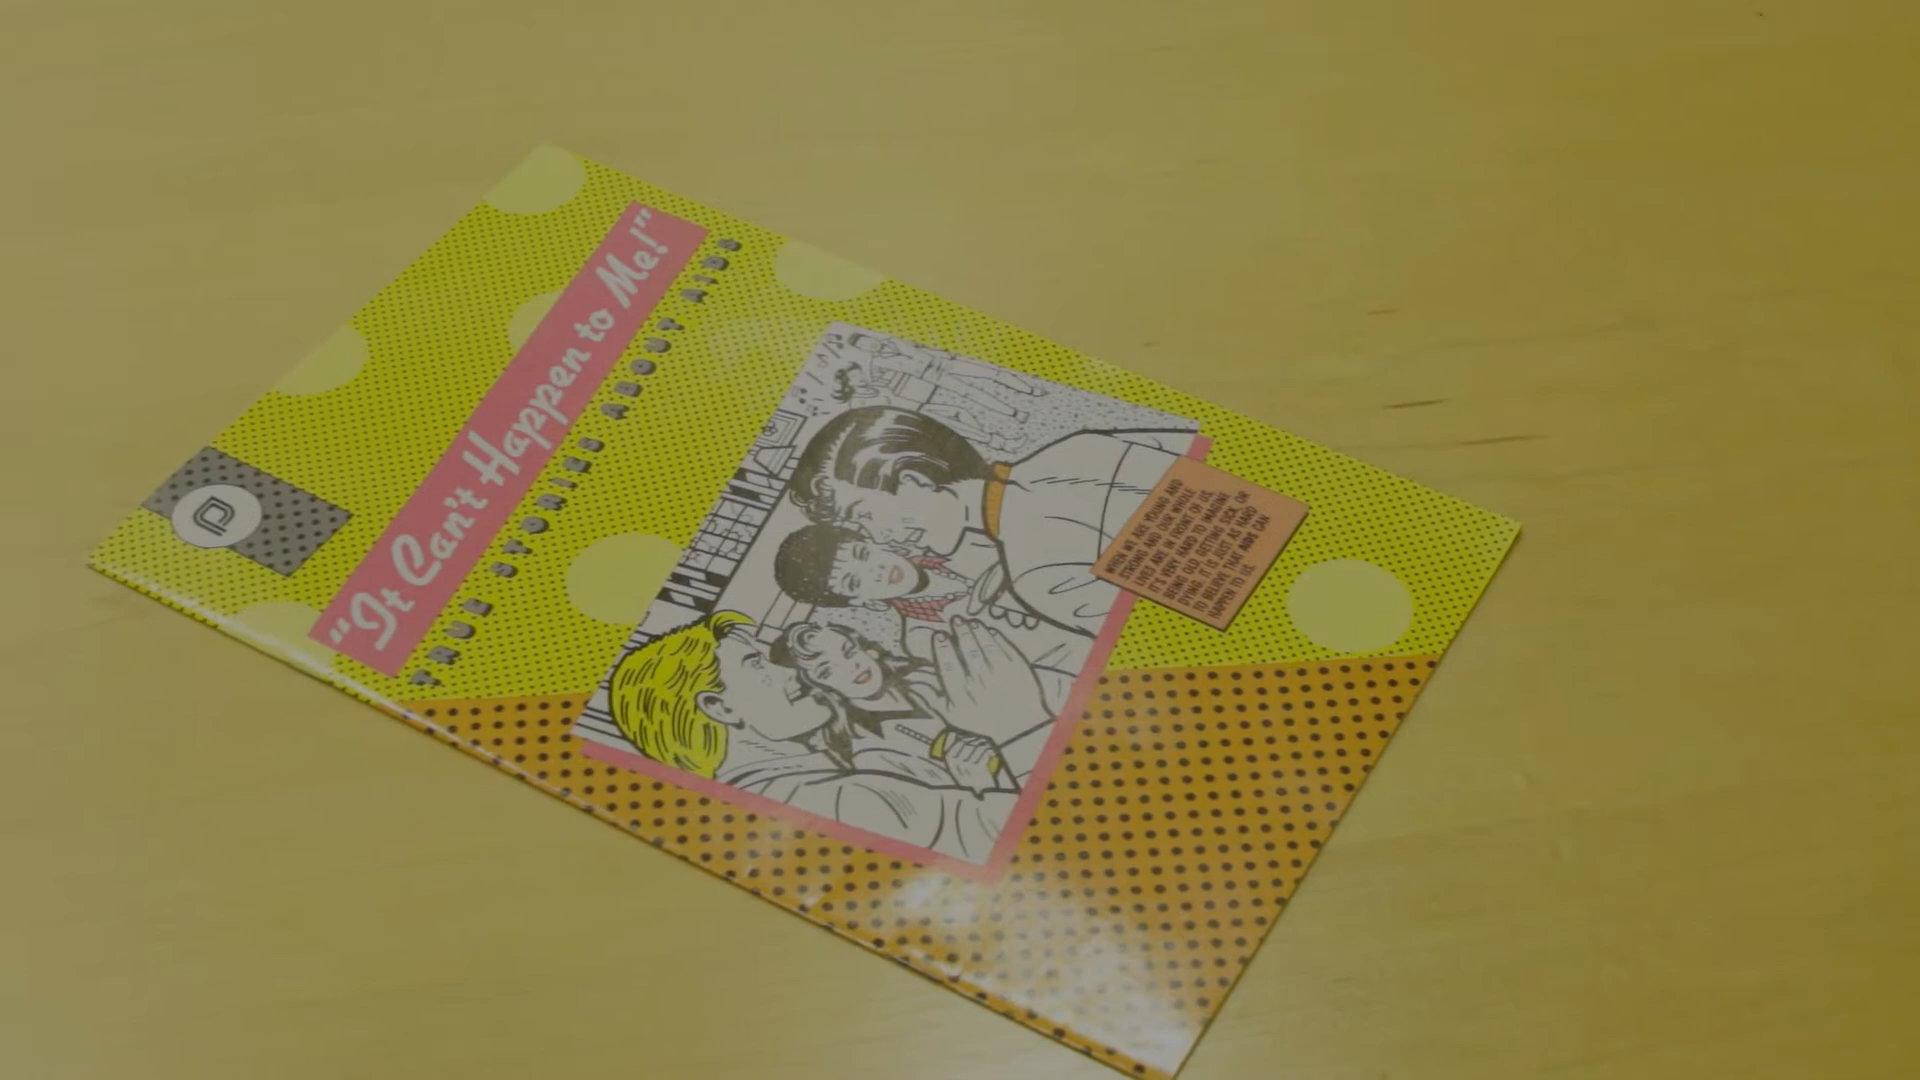 "It Can't Happen to Me!"
TRUE STORIES ABOUT AIDS
WHEN WE ARE YOUNG AND
STRONG AND OUR WHOLE
LIVES ARE IN FRONT OF US,
IT'S VERY HARD TO IMAGINE
BEING OLD, GETTING SICK, OR
DYING. IT IS JUST AS HARD
TO BELIEVE THAT AIDS CAN
HAPPEN TO US.